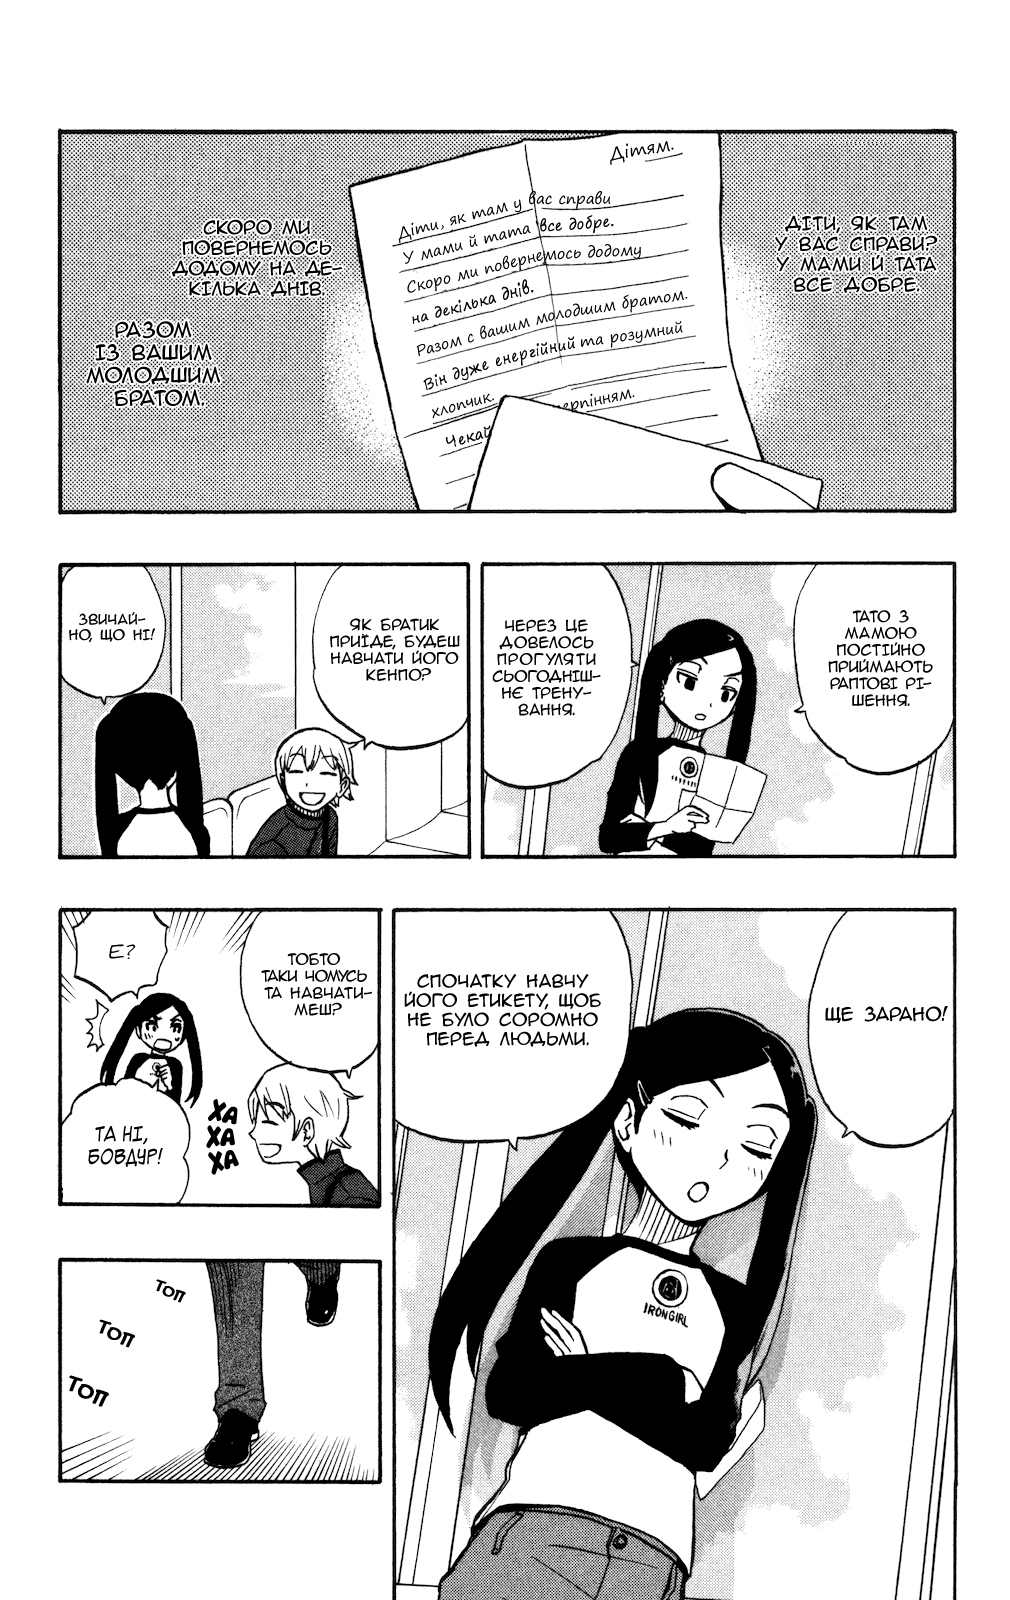 Дітям.
Діти, як там у вас справи
У мами й тата все добре.
Скоро ми повернемось додому
на декілька днів.
Разом с вашим молодшим братом.
Він дуже енергійний та розумний
хлопчик.
ДІТИ, ЯК ТАМ
У ВАС СПРАВИ?
У МАМИ Й ТАТА
ВСЕ ДОБРЕ.
СКОРО МИ
ПОВЕРНЕМОСЬ
ДОДОМУ НА ДЕ-
КІЛЬКА ДНІВ.
РАЗОМ
ІЗ ВАШИМ
МОЛОДШИМ
БРАТОМ.
ТАТО З
МАМОЮ
ПОСТІЙНО
ПРИЙМАЮТЬ
РАПТОВІ РІ-
ШЕННЯ.
ЧЕРЕЗ ЦЕ
ДОВЕЛОСЬ
ПРОГУЛЯТИ
СЬОГОДНІШ-
НЄ ТРЕНУ-
ВАННЯ.
ЯК БРАТИК
ПРИЇДЕ, БУДЕШ
НАВЧАТИ ЙОГО
КЕНПО?
ЗВИЧАЙ-
НО, ЩО НІ!
ЩЕ ЗАРАНО!
СПОЧАТКУ НАВЧУ
ЙОГО ЕТИКЕТУ, ЩОБ
НЕ БУЛО СОРОМНО
ПЕРЕД ЛЮДЬМИ.
IRONGIRL
ТОБТО
ТАКИ ЧОМУСЬ
ТА НАВЧАТИ-
МЕШ?
Е?
ТА НІ,
БОВДУР!
ХА
ХА
ХА
ТОП
ТОП
ТОП